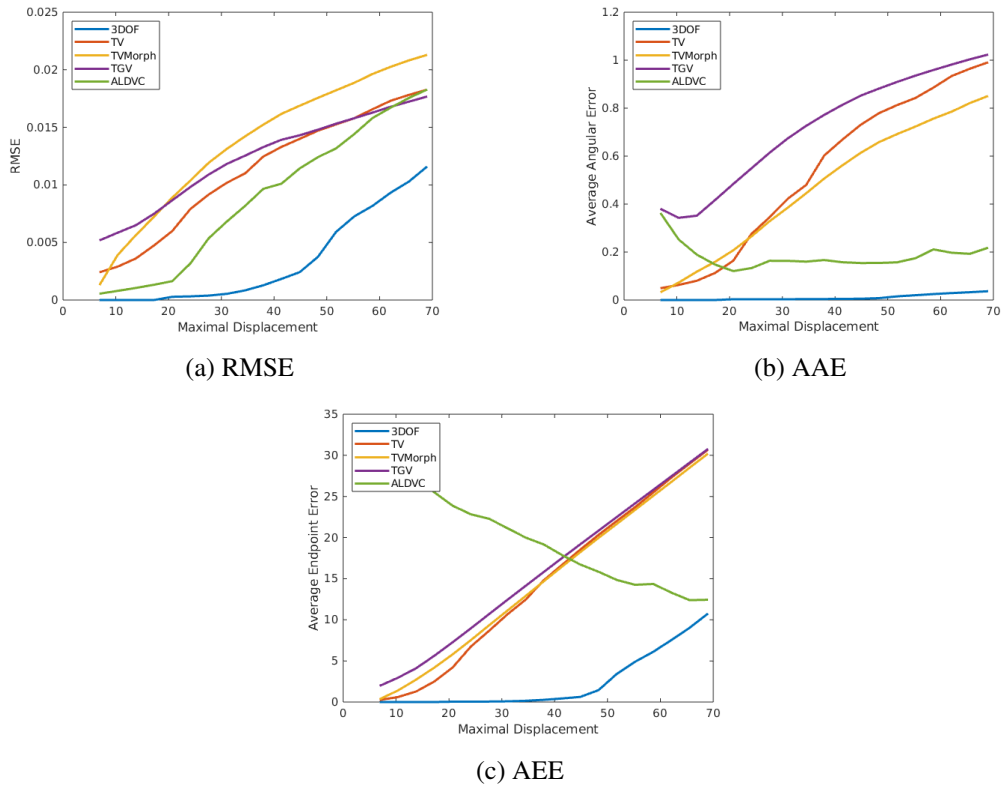 0.025
0.02
0.015
0.01
0.005
0
RMSE
3DOF
TV
TVMorph
TGV
ALDVC
0 10 20 30 40 50 60 70
Maximal Displacement
(a) RMSE
1.2
1
0.8
0.6
0.4
0.2
0
Average Angular Error
3DOF
TV
TVMorph
TGV
ALDVC
0 10 20 30 40 50 60 70
Maximal Displacement
(b) AAE
35
30
25
20
15
10
5
0
Average Endpoint Error
3DOF
TV
TVMorph
TGV
ALDVC
0 10 20 30 40 50 60 70
Maximal Displacement
(c) AEE